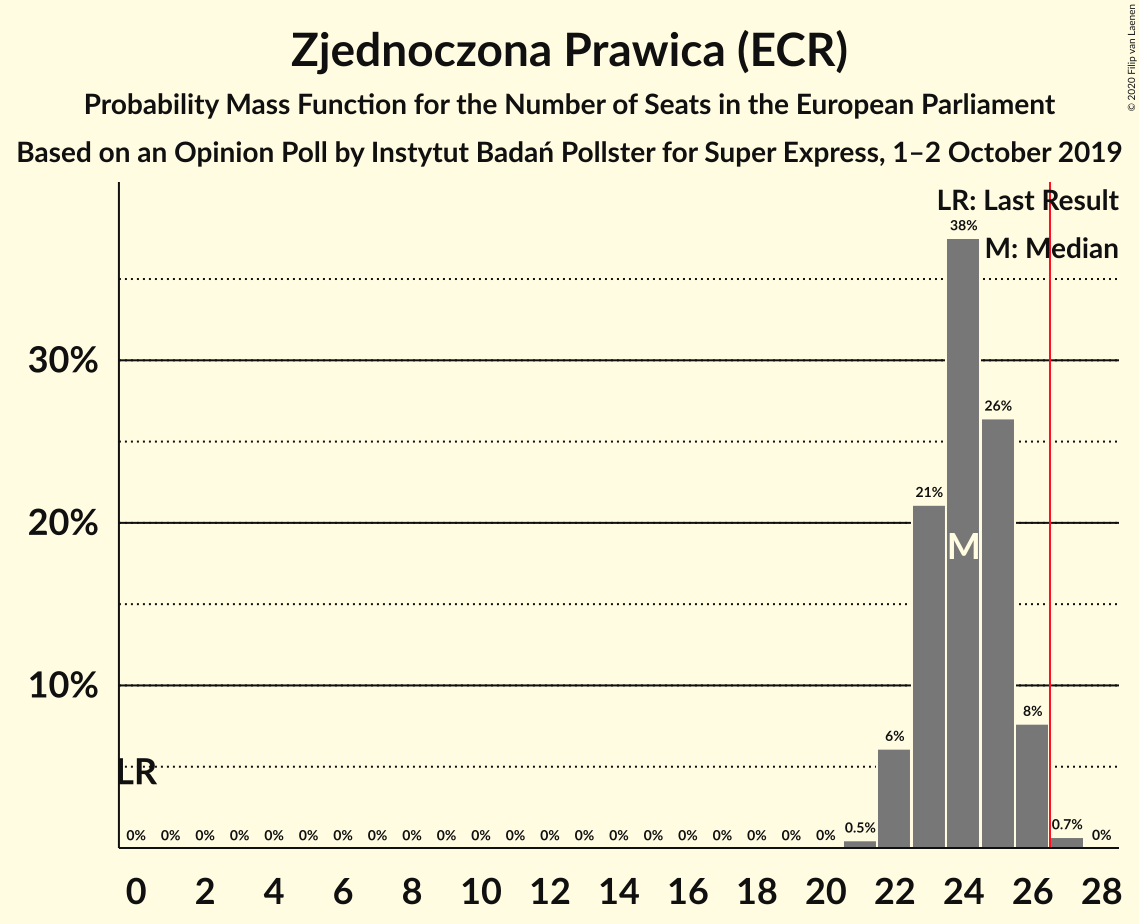 Zjednoczona Prawica (ECR)
Probability Mass Function for the Number of Seats in the European Parliament
Based on an Opinion Poll by Instytut Badań Pollster for Super Express, 1–2 October 2019
© 2020 Filip van Laenen
LR: Last Result
38%
M: Median
30%
26%
21%
20%
M
10%
8%
6%
LR
0% 0% 0% 0% 0% 0% 0% 0% 0% 0% 0% 0% 0% 0% 0% 0% 0% 0% 0% 0% 0% 0.5% 0.7% 0%
0 2 4 6 8 10 12 14 16 18 20 22 24 26 28